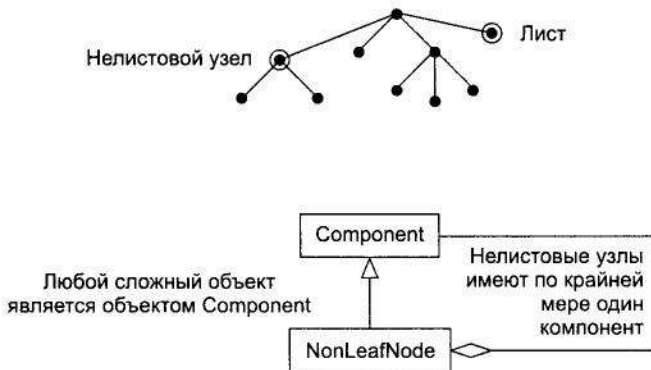 Лист
Нелистовой узел
Component
Любой сложный объект
является объектом Component
Нелистовые узлы
имеют по крайней
мере один
компонент
NonLeafNode